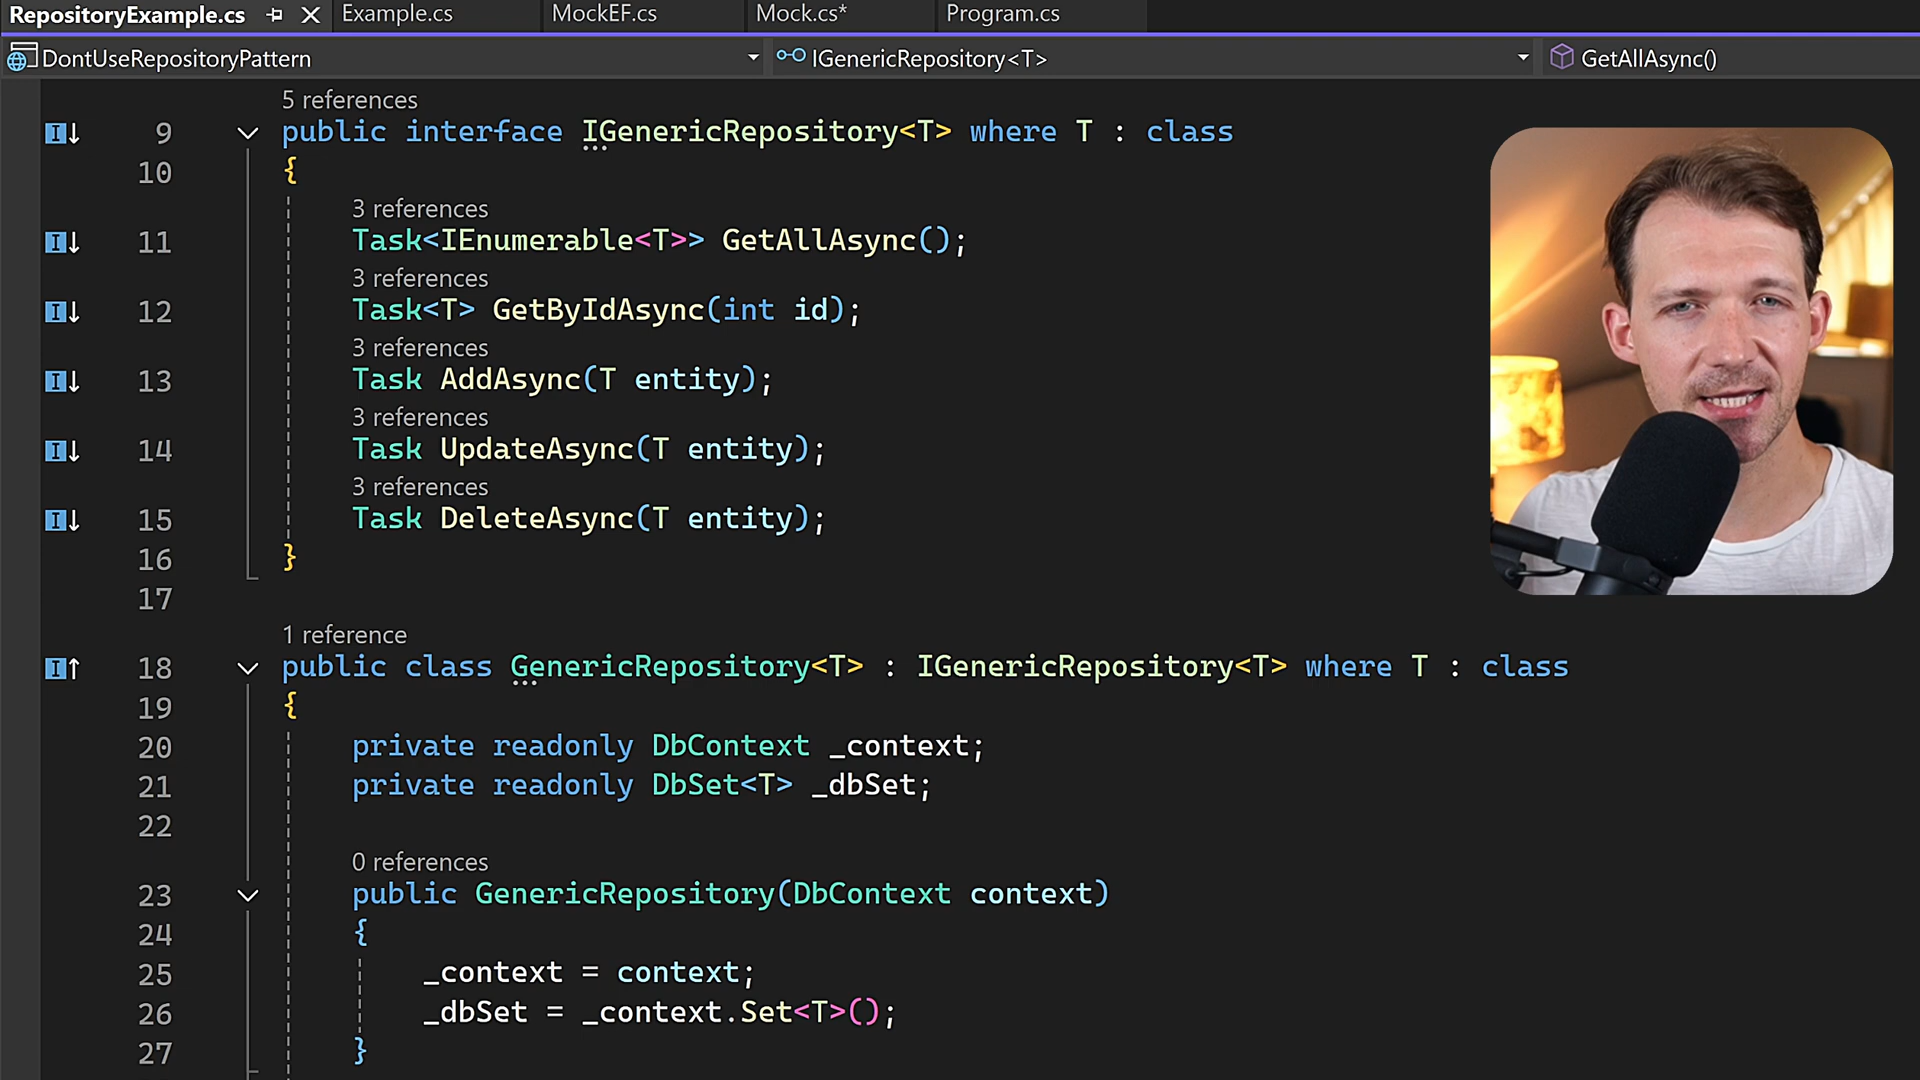 RepositoryExample.cs Example.cs MockEF.cs Mock.cs* Program.cs
DontUseRepositoryPattern IGenericRepository<T> GetAllAsync()
5 references
9 public interface IGenericRepository<T> where T : class
10 {
3 references
11 Task<IEnumerable<T>> GetAllAsync();
3 references
12 Task<T> GetByIdAsync(int id);
3 references
13 Task AddAsync(T entity);
3 references
14 Task UpdateAsync(T entity);
3 references
15 Task DeleteAsync(T entity);
16 }
17
1 reference
18 public class GenericRepository<T> : IGenericRepository<T> where T : class
19 {
20 private readonly DbContext _context;
21 private readonly DbSet<T> _dbSet;
22
0 references
23 public GenericRepository(DbContext context)
24 {
25 _context = context;
26 _dbSet = _context.Set<T>();
27 }